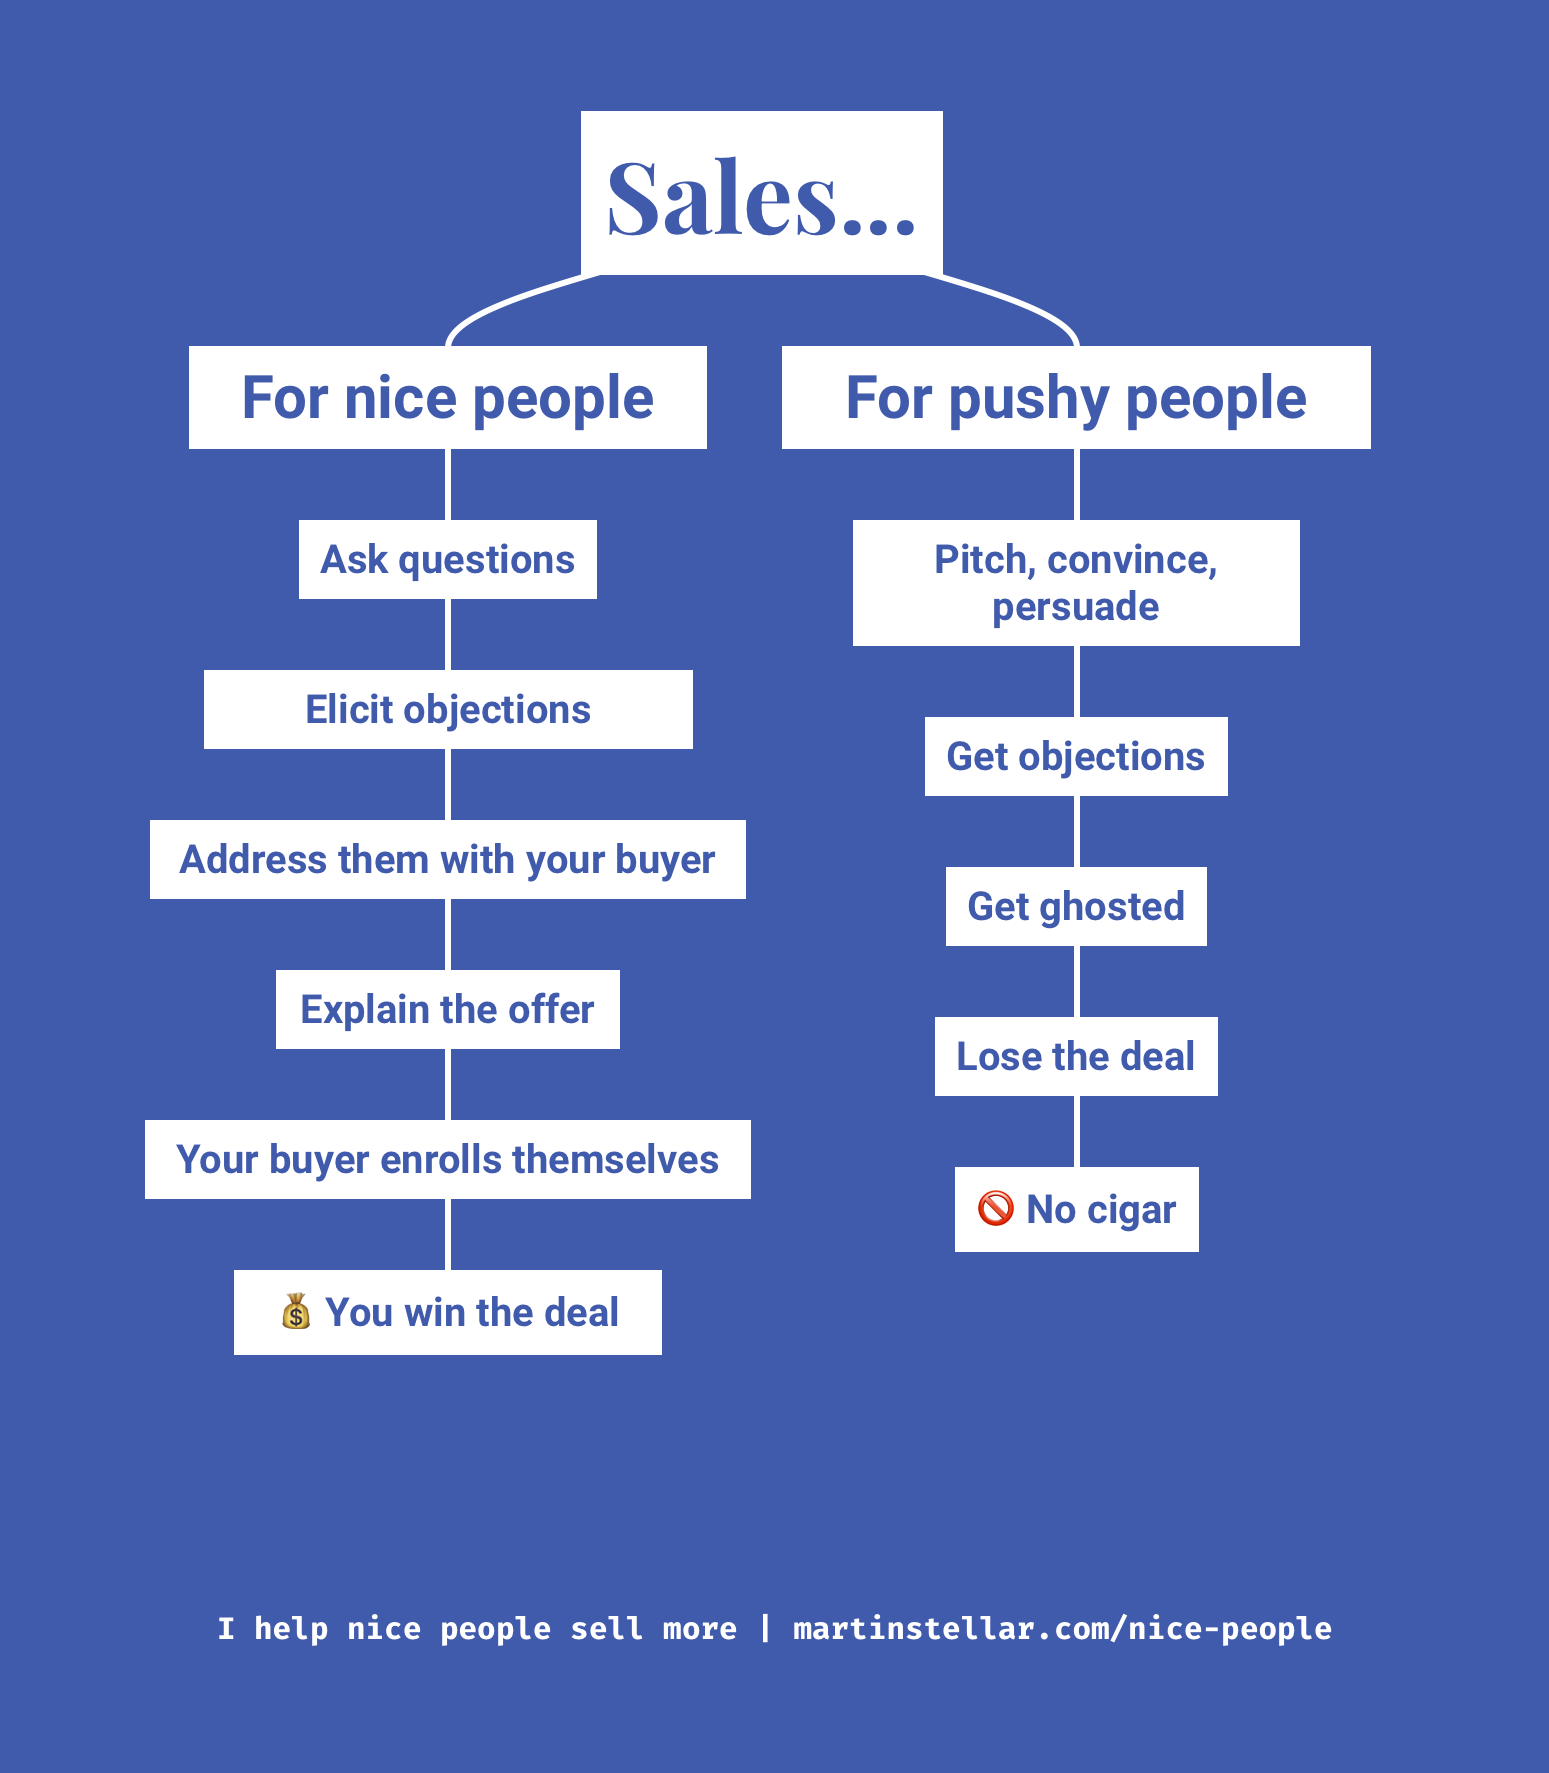 Sales...
For nice people
Ask questions
Elicit objections
Address them with your buyer
Explain the offer
Your buyer enrolls themselves
💰 You win the deal
For pushy people
Pitch, convince,
persuade
Get objections
Get ghosted
Lose the deal
🚫 No cigar
I help nice people sell more | martinstellar.com/nice-people